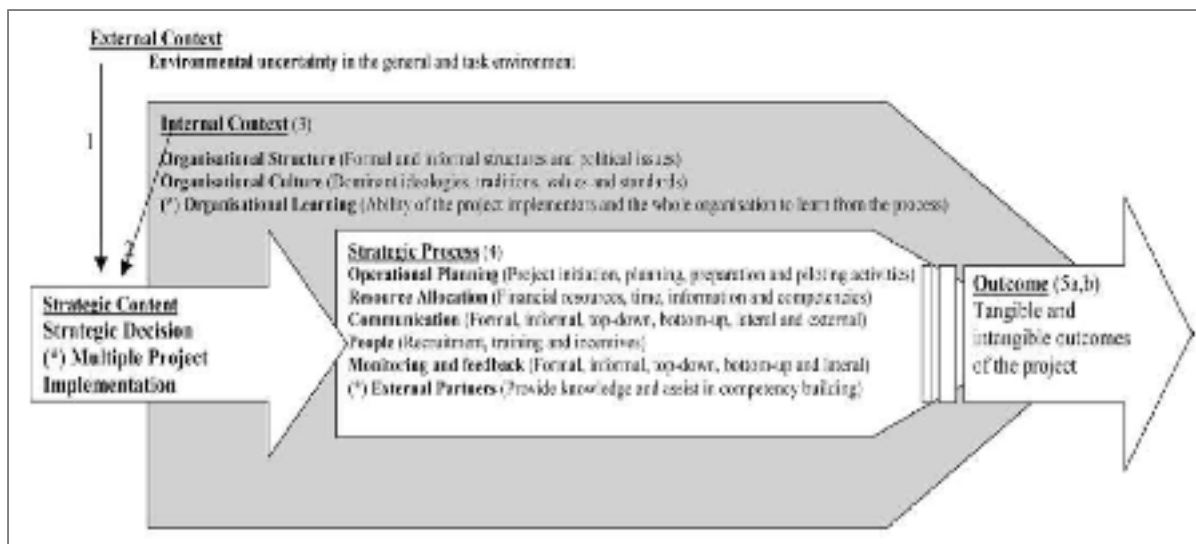 External Context
Environmental uncertainty in the general and task environment
1
Internal Context (3)
Organisational Structure (Formal and informal structures and political issues)
Organisational Culture (Dominant ideologies, traditions, values and standards)
(*) Organisational Learning (Ability of the project implementors and the whole organisation to learn from the process)
2
Strategic Content
Strategic Decision
(*) Multiple Project
Implementation
Strategic Process (4)
Operational Planning (Project initiation, planning, preparation and piloting activities)
Resource Allocation (Financial resources, time, information and competencies)
Communication (Formal, informal, top-down, bottom-up, lateral and external)
People (Recruitment, training and incentives)
Monitoring and feedback (Formal, informal, top-down, bottom-up and lateral)
(*) External Partners (Provide knowledge and assist in competency building)
Outcome (5a,b)
Tangible and
intangible outcomes
of the project